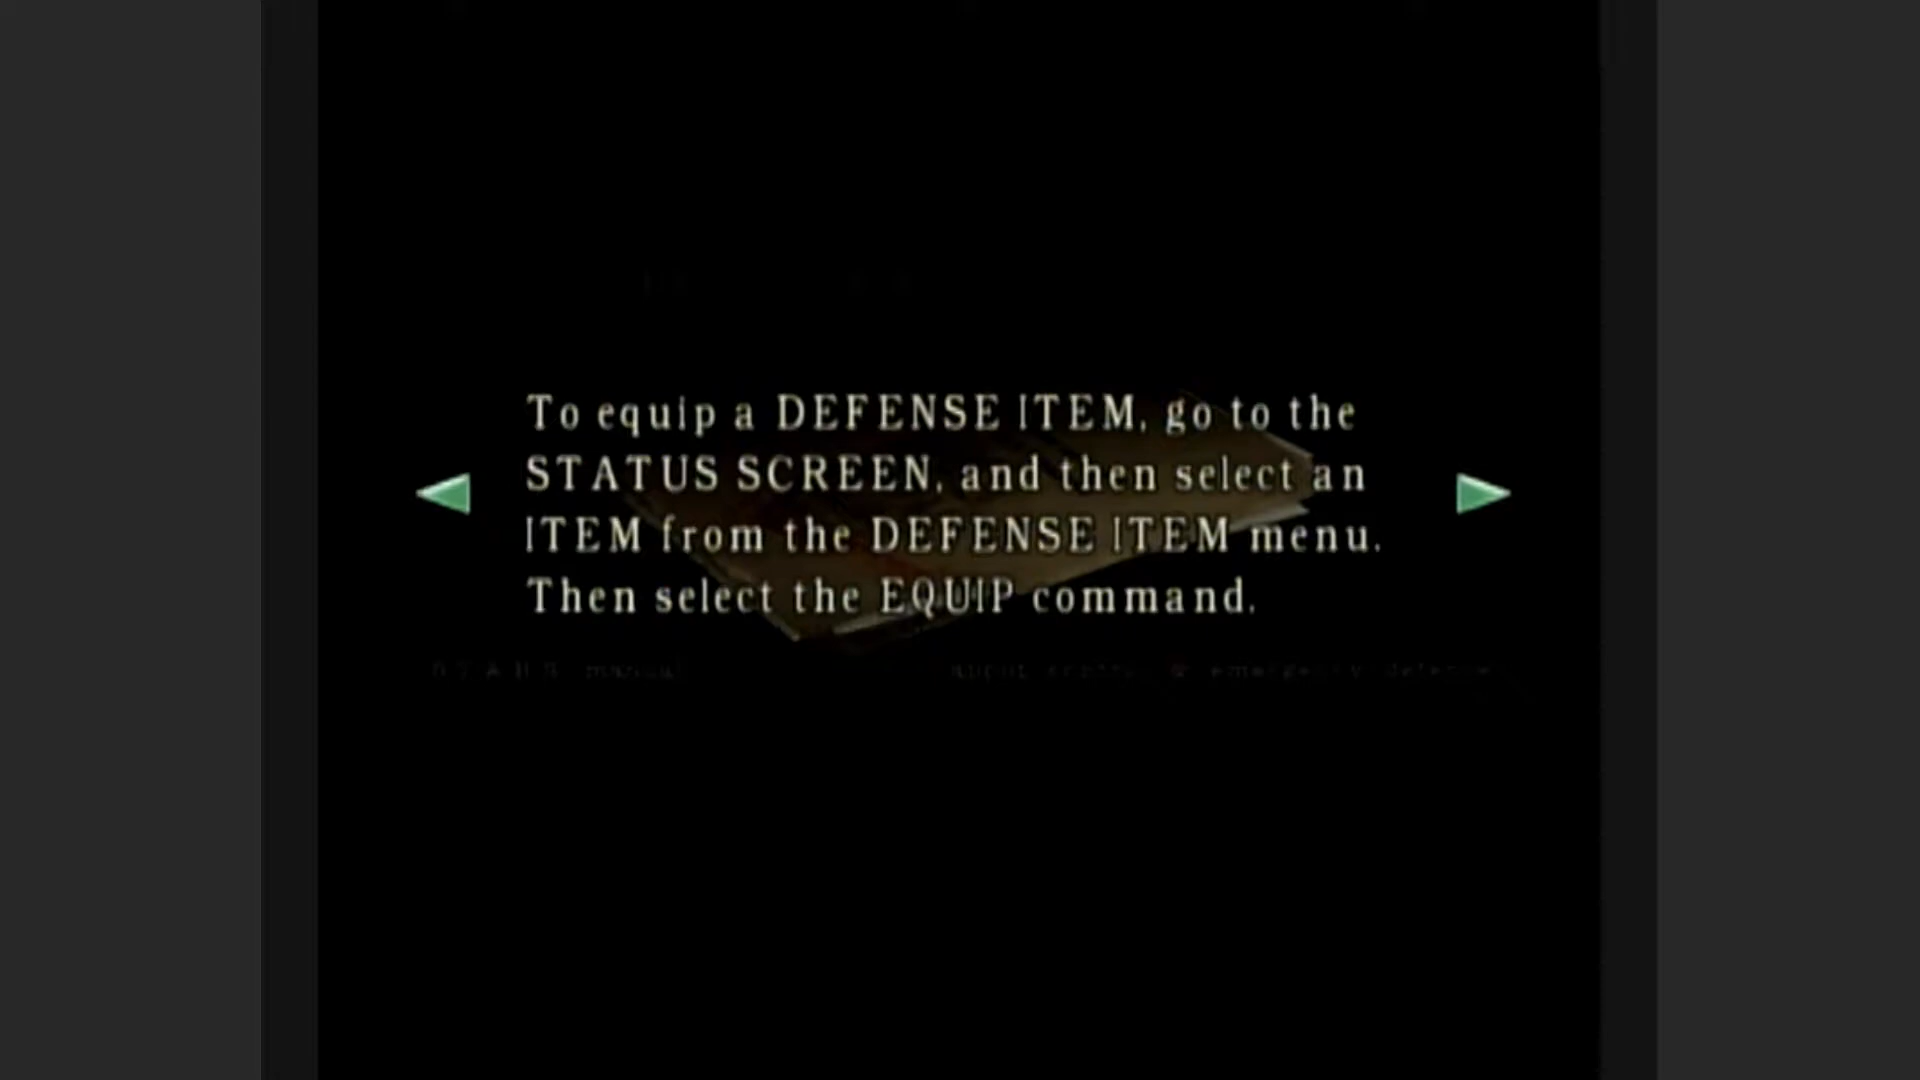 To equip a DEFENSE ITEM, go to the
STATUS SCREEN, and then select an
ITEM from the DEFENSE ITEM menu.
Then select the EQUIP command.